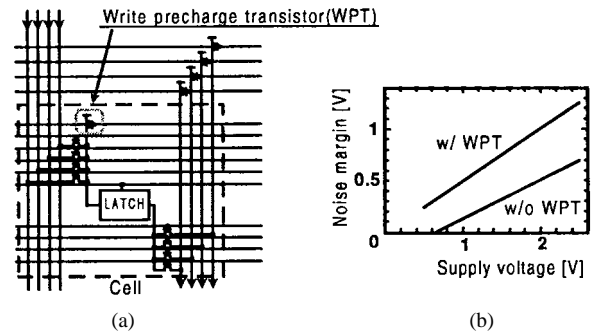 Write precharge transistor(WPT)
LATCH
Cell
(a)
Noise margin [V]
1
0.5
0
w/ WPT
w/o WPT
1
2
Supply voltage [V]
(b)